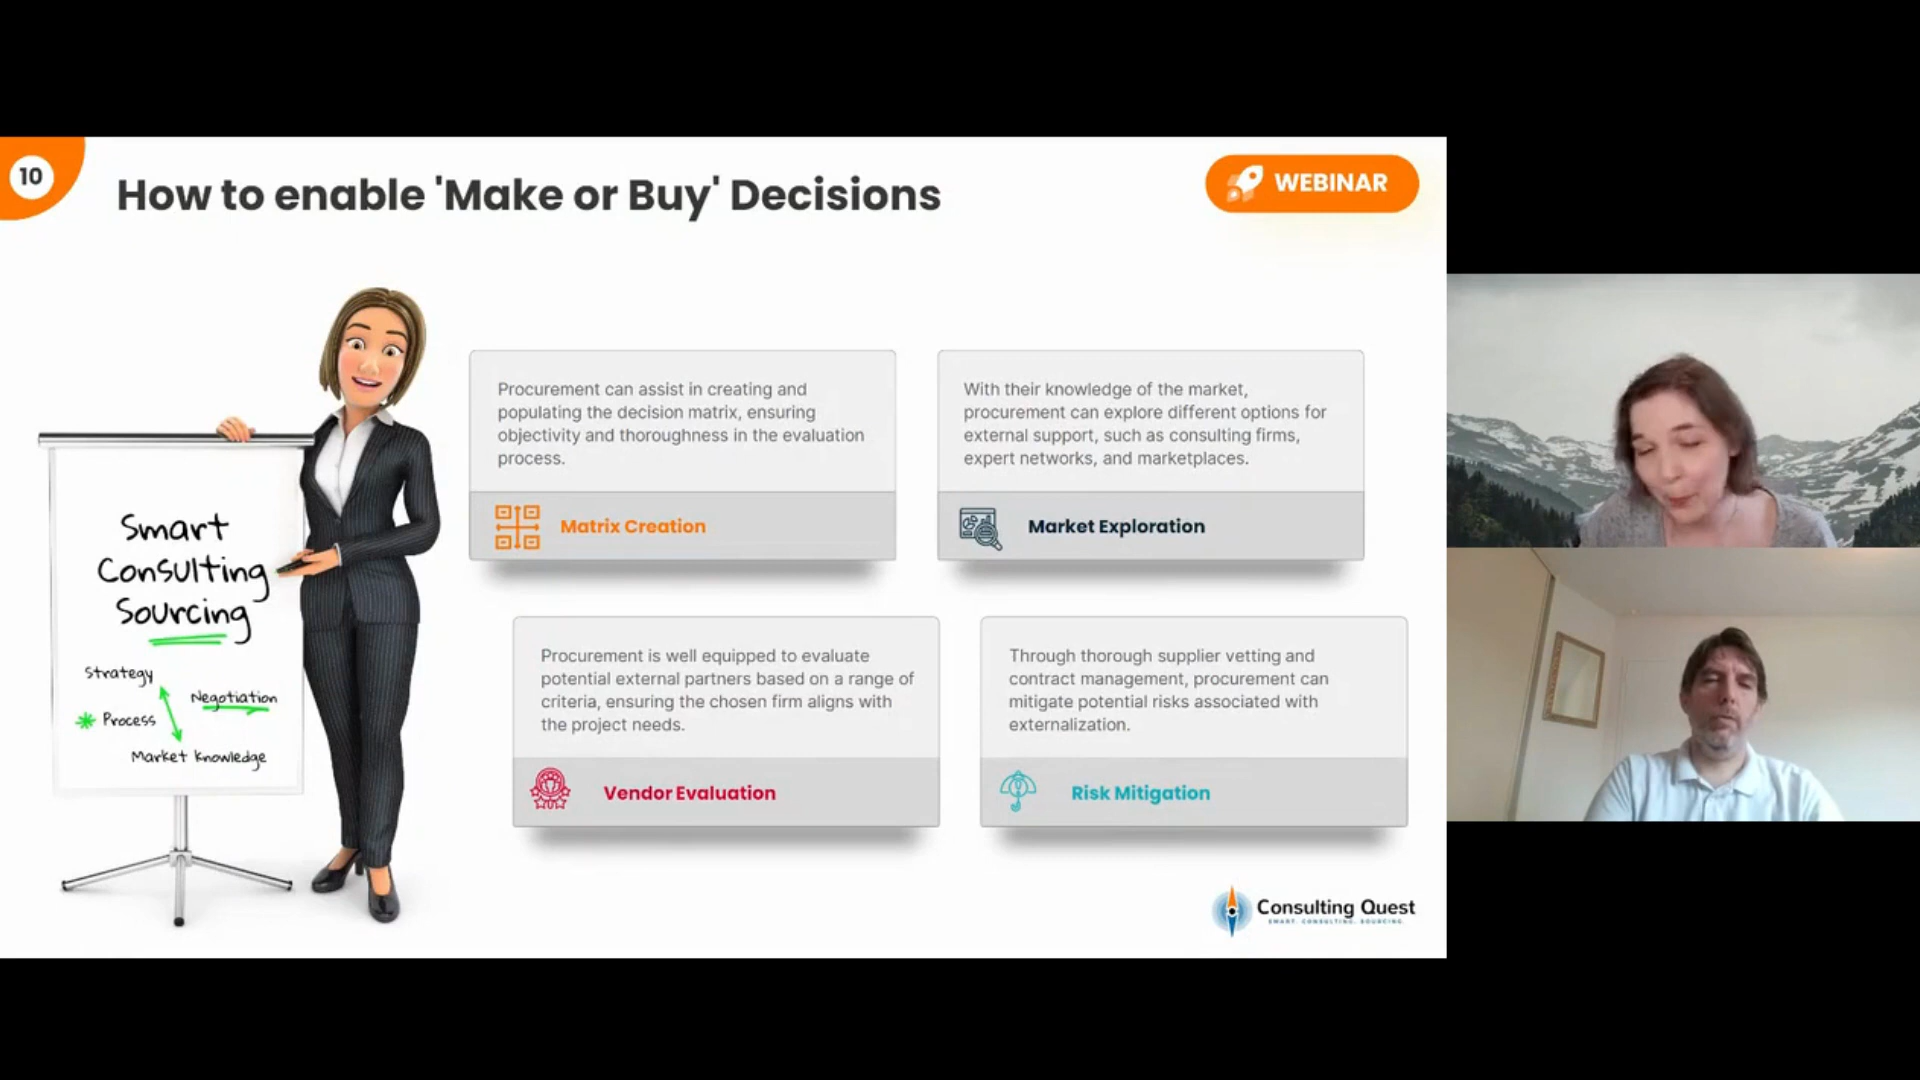 10
How to enable 'Make or Buy' Decisions
WEBINAR
Smart
Consulting
Sourcing
Strategy
Negotiation
Process
Market knowledge
Procurement can assist in creating and
populating the decision matrix, ensuring
objectivity and thoroughness in the evaluation
process.
Matrix Creation
With their knowledge of the market,
procurement can explore different options for
external support, such as consulting firms,
expert networks, and marketplaces.
Market Exploration
Procurement is well equipped to evaluate
potential external partners based on a range of
criteria, ensuring the chosen firm aligns with
the project needs.
Vendor Evaluation
Through thorough supplier vetting and
contract management, procurement can
mitigate potential risks associated with
externalization.
Risk Mitigation
Consulting Quest
SMART. CONSULTING. SOURCING.